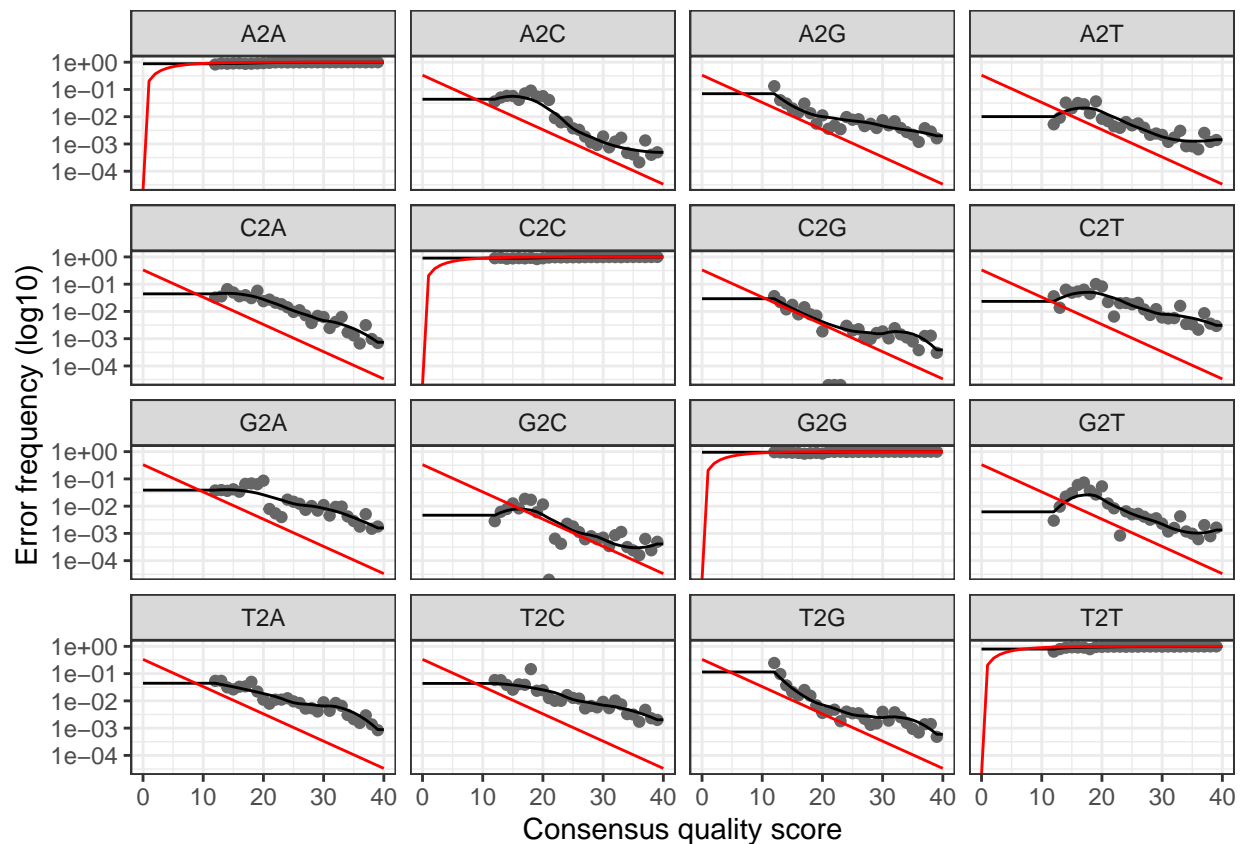 A2A A2C A2G A2T
1e+00
1e−01
1e−02
1e−03
1e−04
C2A C2C C2G C2T
1e+00
1e−01
1e−02
1e−03
1e−04
G2A G2C G2G G2T
1e+00
1e−01
1e−02
1e−03
1e−04
T2A T2C T2G T2T
1e+00
1e−01
1e−02
1e−03
1e−04
0 10 20 30 40 0 10 20 30 40 0 10 20 30 40 0 10 20 30 40
Consensus quality score
Error frequency (log10)